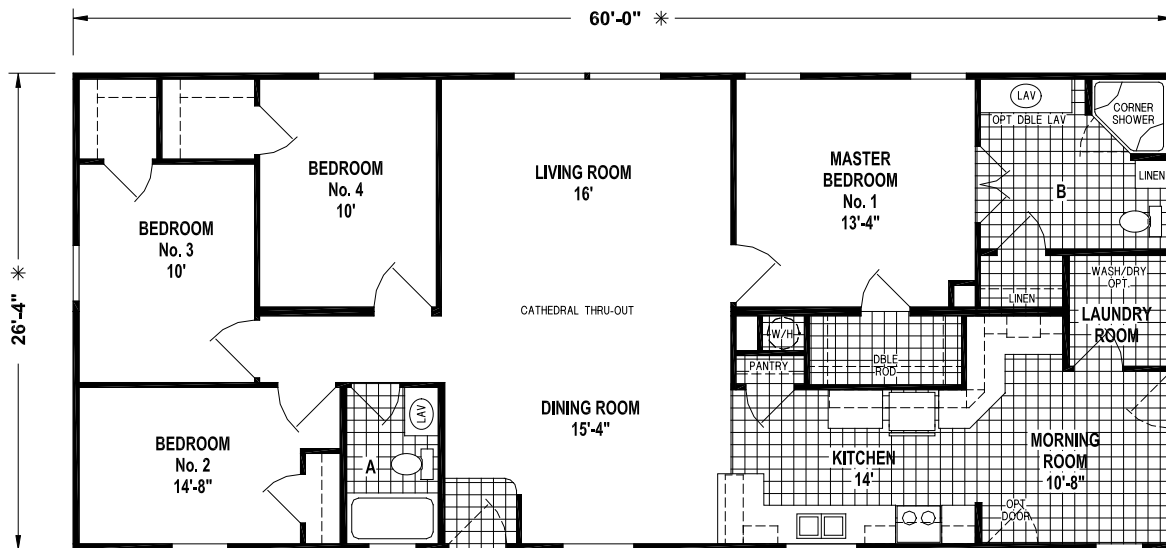 60'-0" ✳
26'-4" ✳
LAV
OPT DBLE LAV
CORNER
SHOWER
BEDROOM
No. 4
10'
LIVING ROOM
16'
MASTER
BEDROOM
No. 1
13'-4"
B
LINEN
BEDROOM
No. 3
10'
WASH/DRY
OPT.
LINEN
LAUNDRY
ROOM
CATHEDRAL THRU-OUT
W/H
PANTRY
DBLE
ROD
BEDROOM
No. 2
14'-8"
LAV
A
DINING ROOM
15'-4"
KITCHEN
14'
MORNING
ROOM
10'-8"
OPT
DOOR